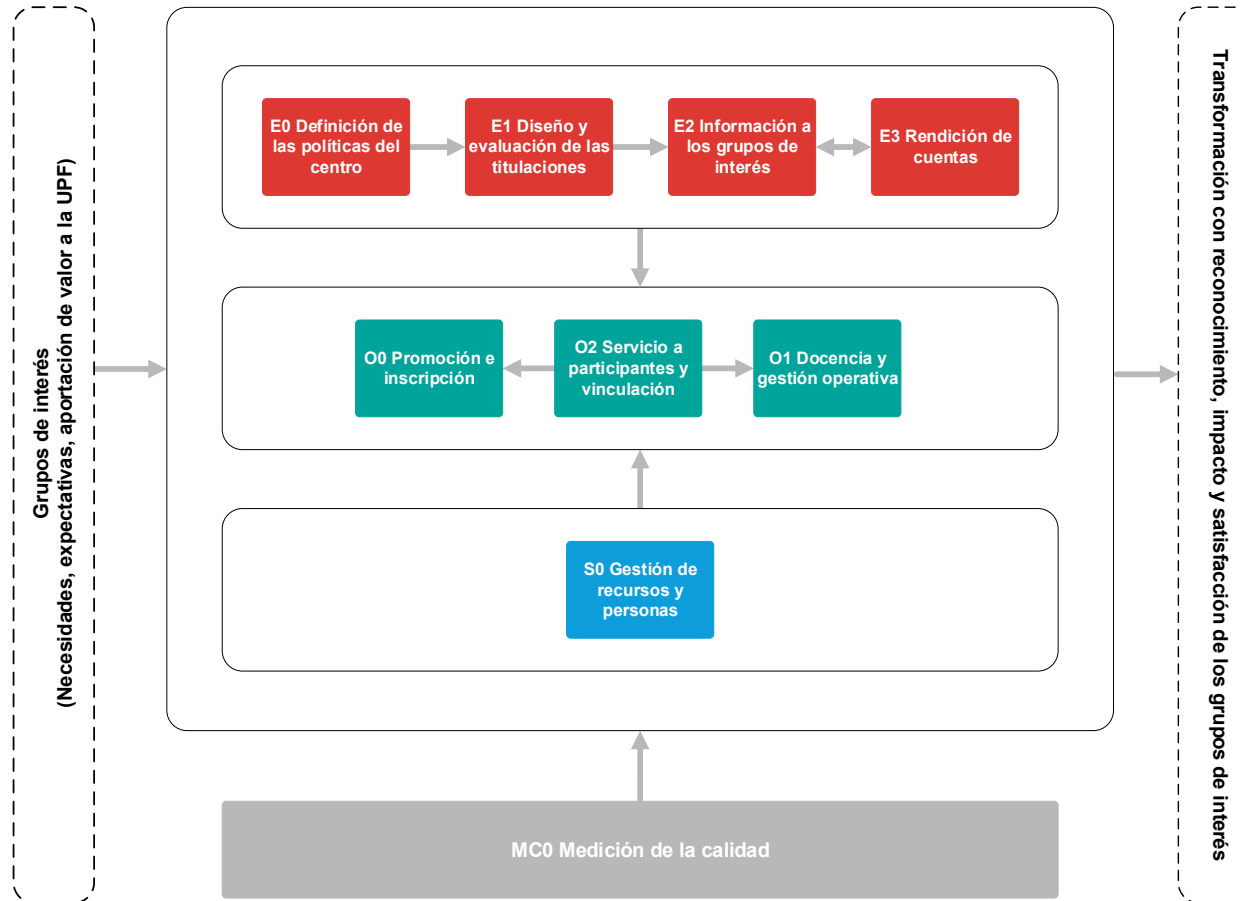 Grupos de interés
(Necesidades, expectativas, aportación de valor a la UPF)
E0 Definición de
las políticas del
centro
E1 Diseño y
evaluación de las
titulaciones
E2 Información a
los grupos de
interés
E3 Rendición de
cuentas
O0 Promoción e
inscripción
O2 Servicio a
participantes y
vinculación
O1 Docencia y
gestión operativa
S0 Gestión de
recursos y
personas
MC0 Medición de la calidad
Transformación con reconocimiento, impacto y satisfacción de los grupos de interés